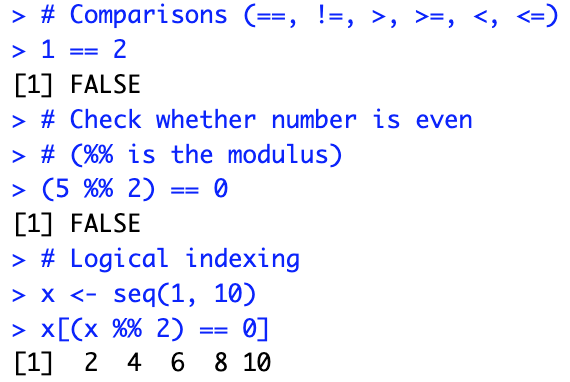 > # Comparisons (==, !=, >, >=, <, <=)
> 1 == 2
[1] FALSE
> # Check whether number is even
> # (%% is the modulus)
> (5 %% 2) == 0
[1] FALSE
> # Logical indexing
> x <- seq(1, 10)
> x[(x %% 2) == 0]
[1]  2  4  6  8 10